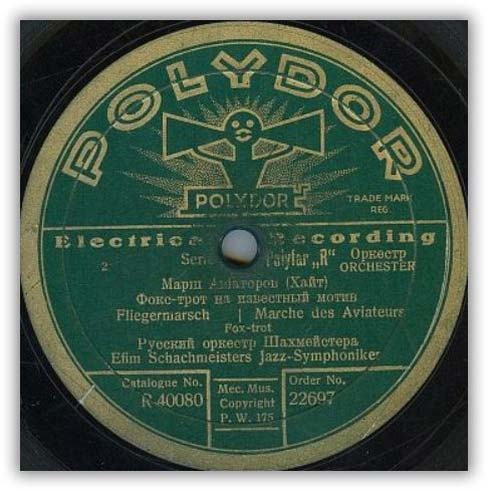 POLYDOR
POLYDOR
TRADE MARK
REG.
Recording
2 Polyfar „R" Оркестр
ORCHESTER
Марш Авиаторов (Хайт)
Фокс-трот на известный мотив
Fliegermarsch | Marche des Aviateurs
Fox-trot
Русский оркестр Шахмейстера
Efim Schachmeisters Jazz-Symphoniker
Catalogue No.
R 40080
Mec. Mus.
Copyright
P. W. 175
Order No.
22697